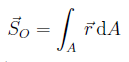 $\vec{S}_O = \int_A \vec{r}\,\mathrm{d}A$